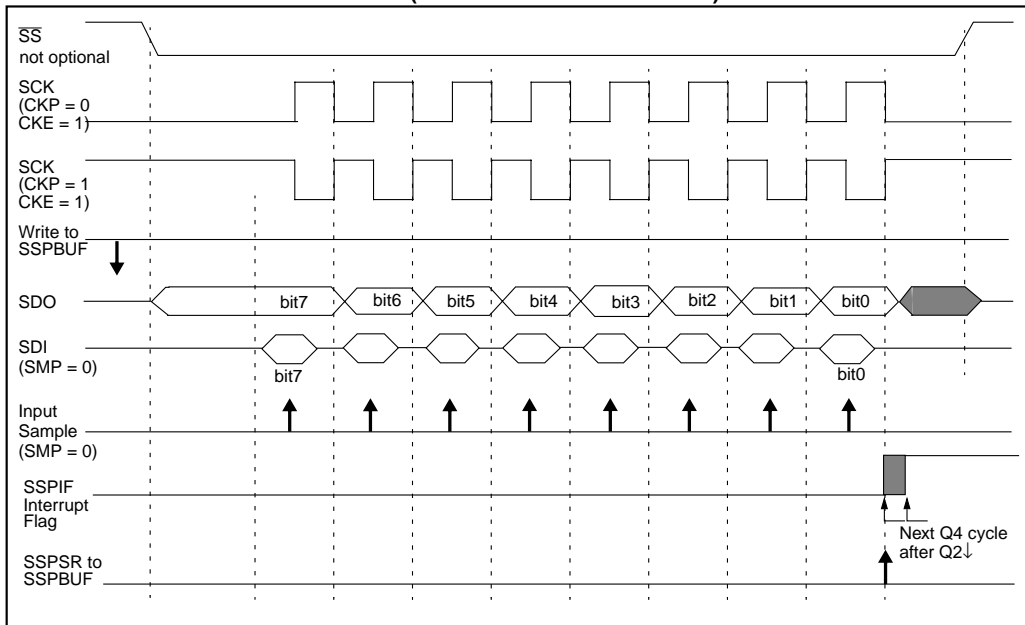 SS
not optional
SCK
(CKP = 0
CKE = 1)
SCK
(CKP = 1
CKE = 1)
Write to
SSPBUF
SDO
bit7 bit6 bit5 bit4 bit3 bit2 bit1 bit0
SDI
(SMP = 0)
bit7 bit0
Input
Sample
(SMP = 0)
SSPIF
Interrupt
Flag
Next Q4 cycle
after Q2↓
SSPSR to
SSPBUF